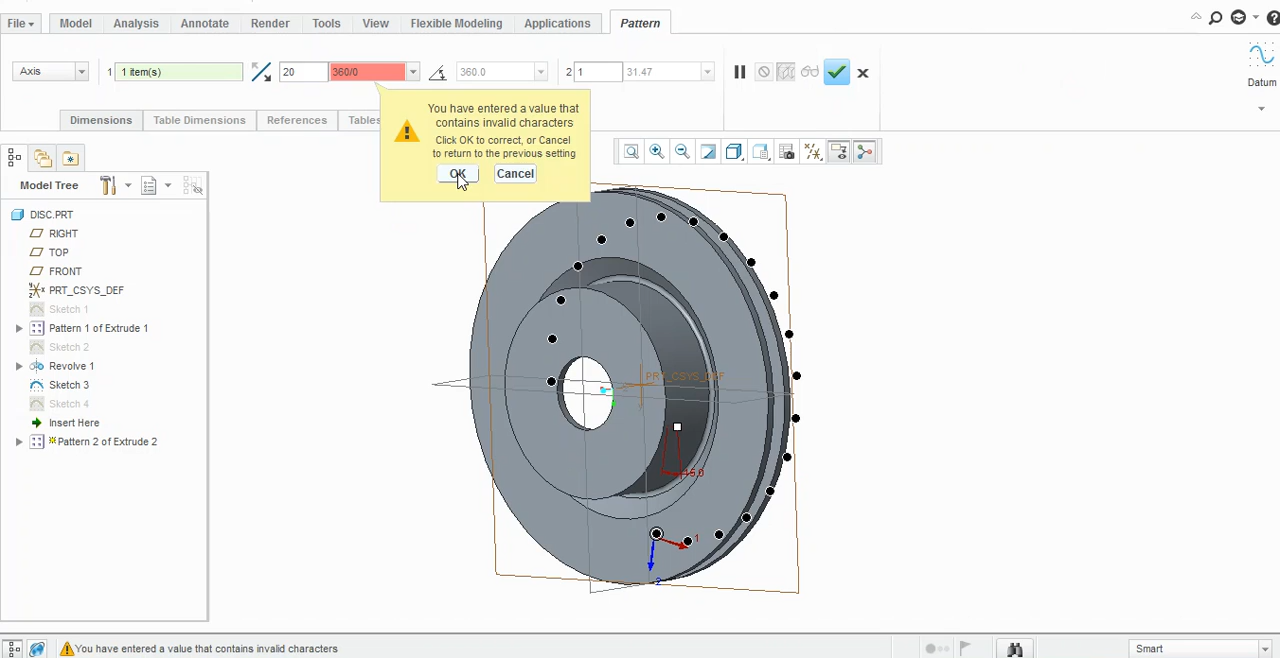 File Model Analysis Annotate Render Tools View Flexible Modeling Applications Pattern
Axis 1 1 item(s) 20 360/0 360.0 2 1 31.47
Datum
Dimensions Table Dimensions References Tables
You have entered a value that
contains invalid characters
Click OK to correct, or Cancel
to return to the previous setting
OK Cancel
Model Tree
DISC.PRT
RIGHT
TOP
FRONT
PRT_CSYS_DEF
Sketch 1
Pattern 1 of Extrude 1
Sketch 2
Revolve 1
Sketch 3
Sketch 4
Insert Here
Pattern 2 of Extrude 2
PRT_CSYS_DEF
1
2
You have entered a value that contains invalid characters
Smart